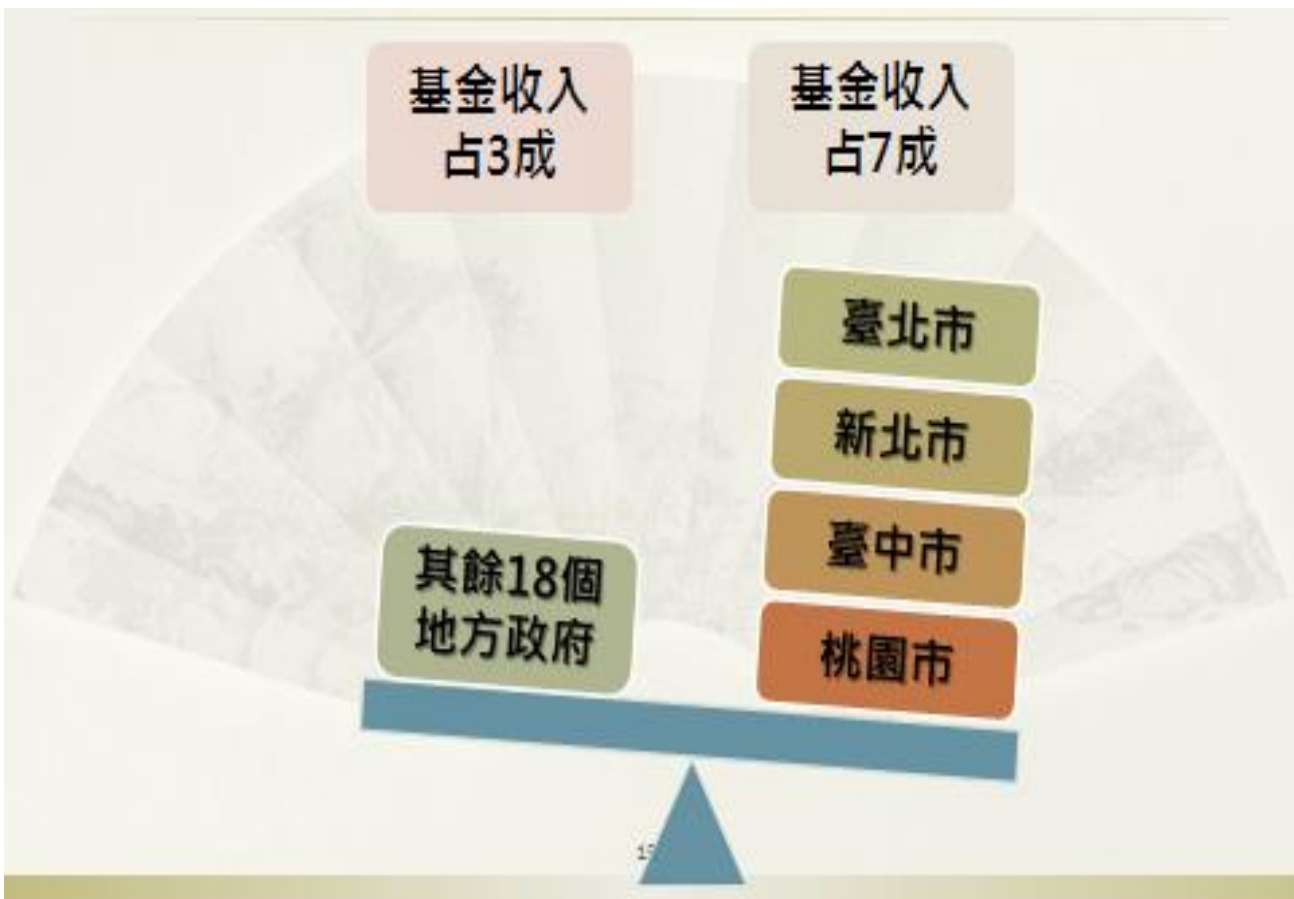 基金收入
占3成
基金收入
占7成
臺北市
新北市
臺中市
桃園市
其餘18個
地方政府